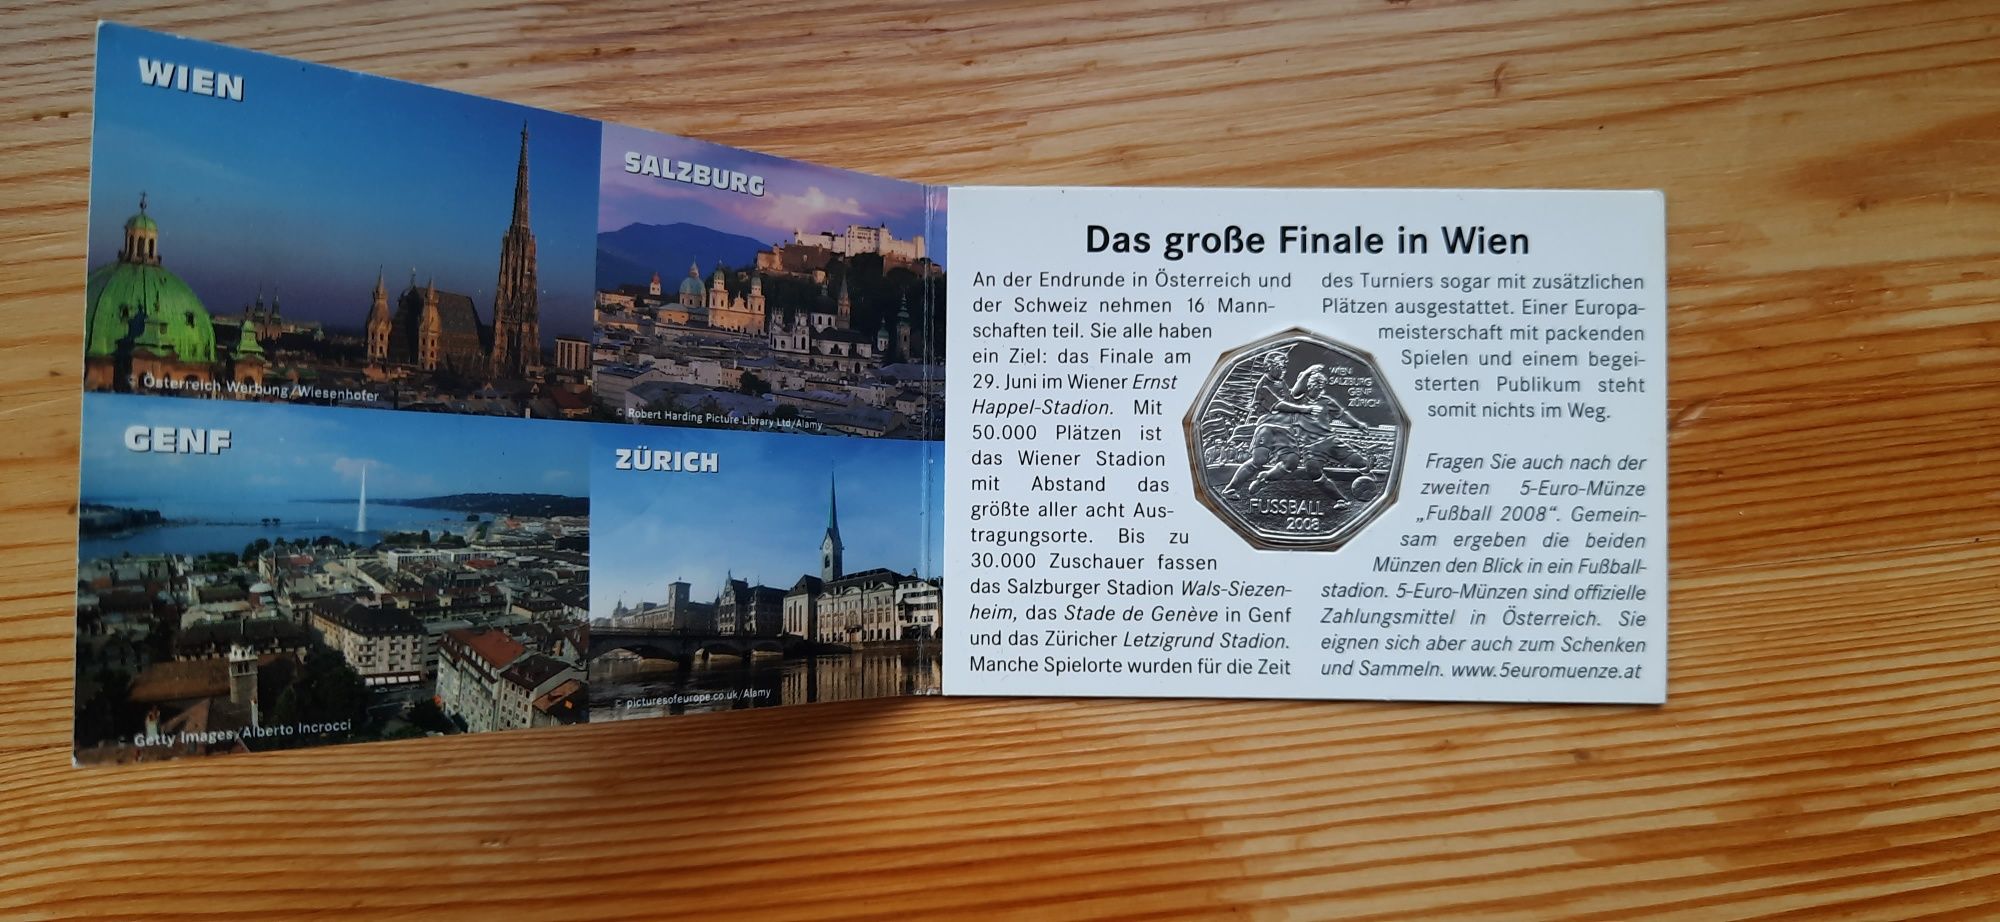 WIEN
© Österreich Werbung/Wiesenhofer
SALZBURG
© Robert Harding Picture Library Ltd/Alamy
GENF
Getty Images/Alberto Incrocci
ZÜRICH
© picturesofeurope.co.uk/Alamy
Das große Finale in Wien
An der Endrunde in Österreich und
der Schweiz nehmen 16 Mann-
schaften teil. Sie alle haben
ein Ziel: das Finale am
29. Juni im Wiener Ernst
Happel-Stadion. Mit
50.000 Plätzen ist
das Wiener Stadion
mit Abstand das
größte aller acht Aus-
tragungsorte. Bis zu
30.000 Zuschauer fassen
das Salzburger Stadion Wals-Siezen-
heim, das Stade de Genève in Genf
und das Züricher Letzigrund Stadion.
Manche Spielorte wurden für die Zeit
des Turniers sogar mit zusätzlichen
Plätzen ausgestattet. Einer Europa-
meisterschaft mit packenden
Spielen und einem begei-
sterten Publikum steht
somit nichts im Weg.
Fragen Sie auch nach der
zweiten 5-Euro-Münze
„Fußball 2008“. Gemein-
sam ergeben die beiden
Münzen den Blick in ein Fußball-
stadion. 5-Euro-Münzen sind offizielle
Zahlungsmittel in Österreich. Sie
eignen sich aber auch zum Schenken
und Sammeln. www.5euromuenze.at
WIEN
SALZBURG
GENF
ZÜRICH
FUSSBALL
2008